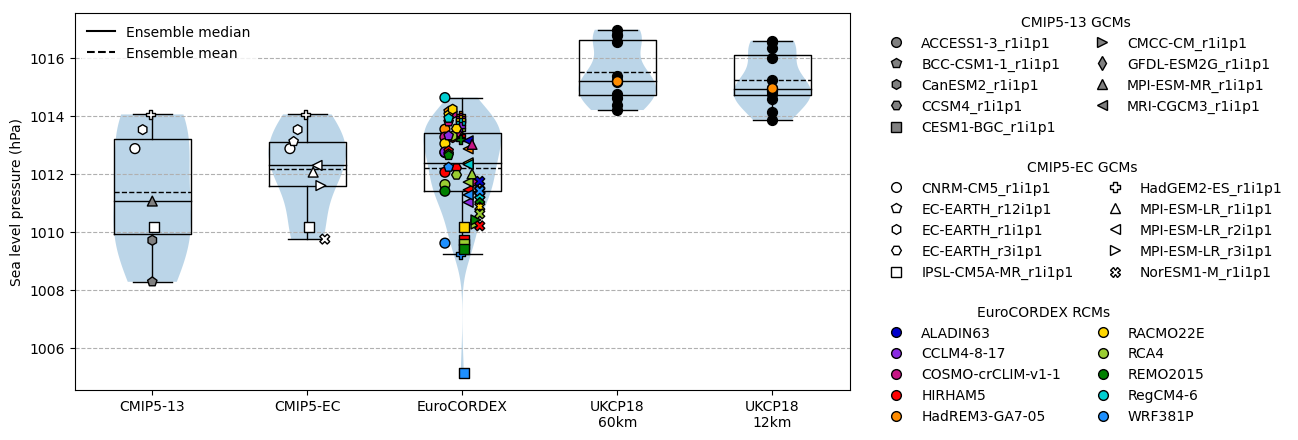 Ensemble median
Ensemble mean
Sea level pressure (hPa)
1016
1014
1012
1010
1008
1006
CMIP5-13
CMIP5-EC
EuroCORDEX
UKCP18
60km
UKCP18
12km
CMIP5-13 GCMs
ACCESS1-3_r1i1p1
BCC-CSM1-1_r1i1p1
CanESM2_r1i1p1
CCSM4_r1i1p1
CESM1-BGC_r1i1p1
CMCC-CM_r1i1p1
GFDL-ESM2G_r1i1p1
MPI-ESM-MR_r1i1p1
MRI-CGCM3_r1i1p1
CMIP5-EC GCMs
CNRM-CM5_r1i1p1
EC-EARTH_r12i1p1
EC-EARTH_r1i1p1
EC-EARTH_r3i1p1
IPSL-CM5A-MR_r1i1p1
HadGEM2-ES_r1i1p1
MPI-ESM-LR_r1i1p1
MPI-ESM-LR_r2i1p1
MPI-ESM-LR_r3i1p1
NorESM1-M_r1i1p1
EuroCORDEX RCMs
ALADIN63
CCLM4-8-17
COSMO-crCLIM-v1-1
HIRHAM5
HadREM3-GA7-05
RACMO22E
RCA4
REMO2015
RegCM4-6
WRF381P